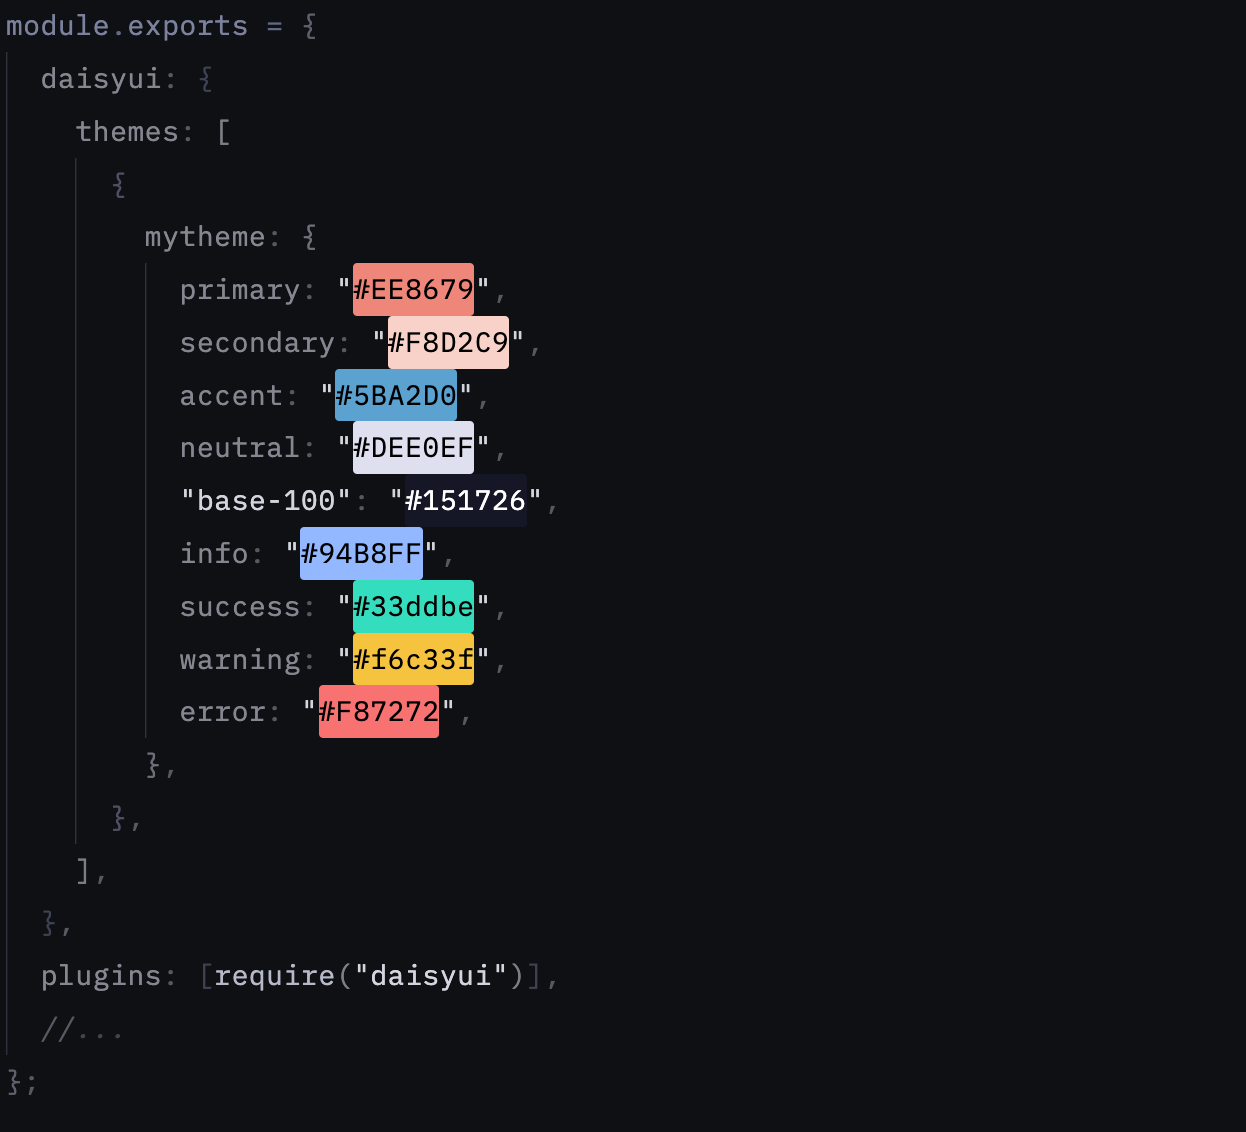 module.exports = {
daisyui: {
themes: [
{
mytheme: {
primary: "#EE8679",
secondary: "#F8D2C9",
accent: "#5BA2D0",
neutral: "#DEE0EF",
"base-100": "#151726",
info: "#94B8FF",
success: "#33ddbe",
warning: "#f6c33f",
error: "#F87272",
},
},
],
},
plugins: [require("daisyui")],
//...
};